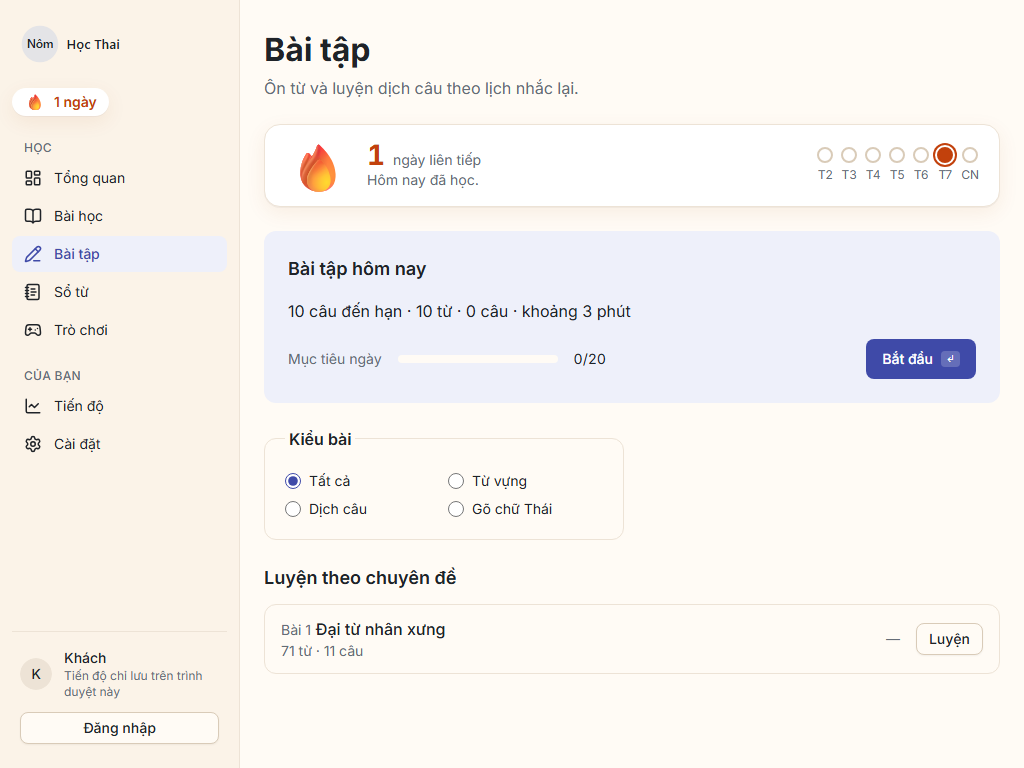 Nôm Học Thai
1 ngày
HỌC
Tổng quan
Bài học
Bài tập
Sổ từ
Trò chơi
CỦA BẠN
Tiến độ
Cài đặt
K
Khách
Tiến độ chỉ lưu trên trình
duyệt này
Đăng nhập
Bài tập
Ôn từ và luyện dịch câu theo lịch nhắc lại.
1 ngày liên tiếp
Hôm nay đã học.
T2 T3 T4 T5 T6 T7 CN
Bài tập hôm nay
10 câu đến hạn · 10 từ · 0 câu · khoảng 3 phút
Mục tiêu ngày 0/20
Bắt đầu ↵
Kiểu bài
Tất cả Từ vựng
Dịch câu Gõ chữ Thái
Luyện theo chuyên đề
Bài 1 Đại từ nhân xưng
71 từ · 11 câu
— Luyện